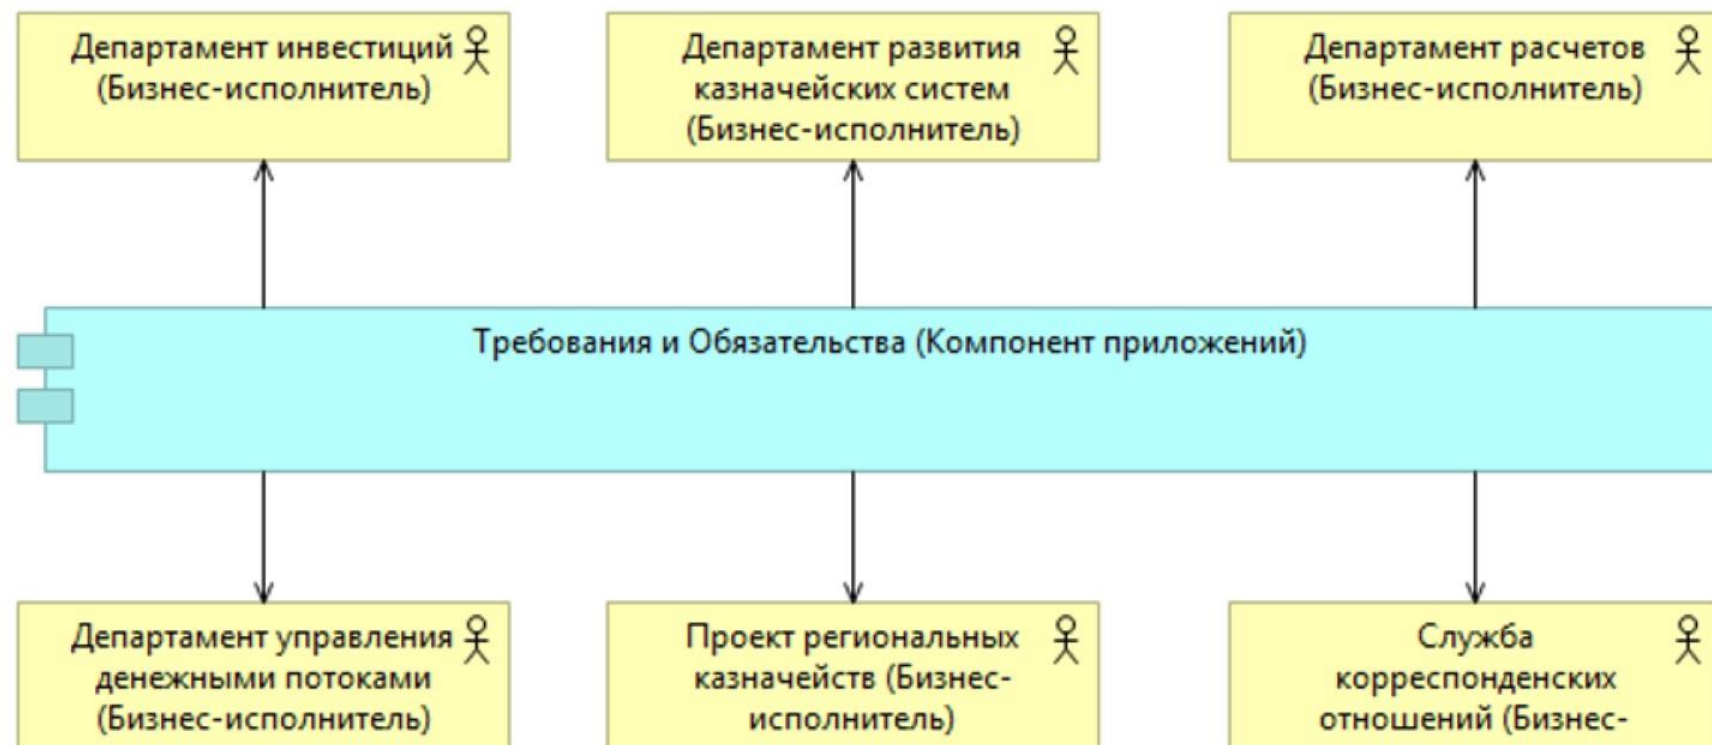 Департамент инвестиций
(Бизнес-исполнитель)
Департамент развития
казначейских систем
(Бизнес-исполнитель)
Департамент расчетов
(Бизнес-исполнитель)
Требования и Обязательства (Компонент приложений)
Департамент управления
денежными потоками
(Бизнес-исполнитель)
Проект региональных
казначейств (Бизнес-
исполнитель)
Служба
корреспонденских
отношений (Бизнес-